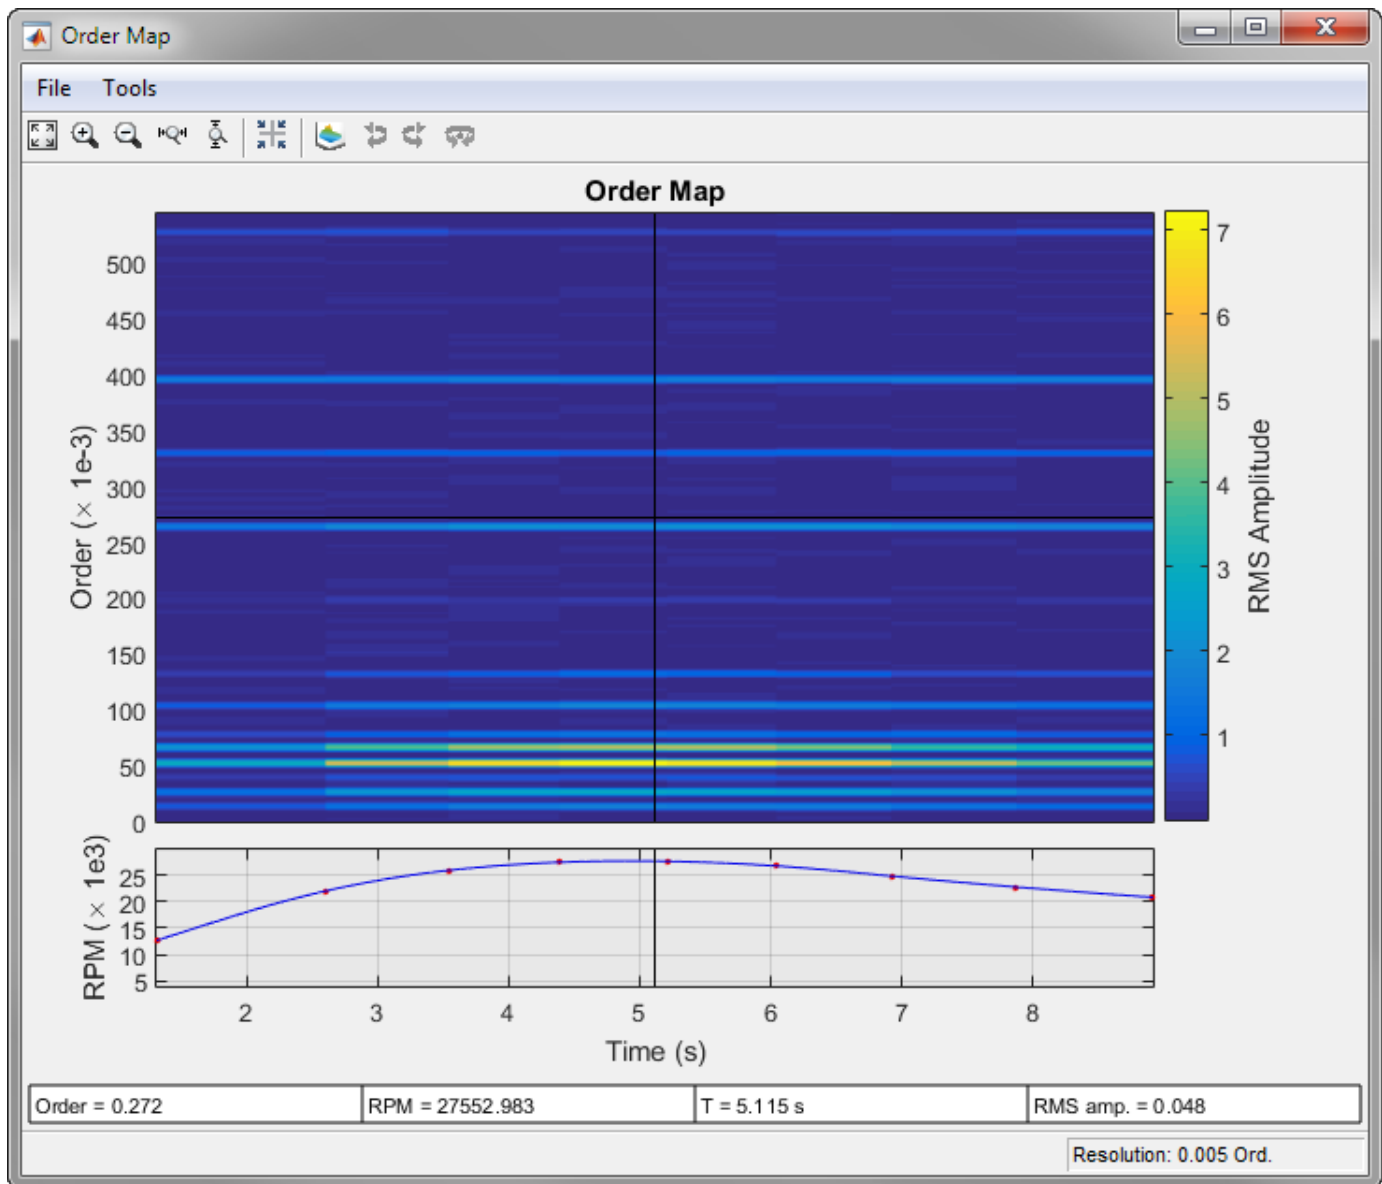 Order Map
File Tools
Order Map
500
450
400
350
300
250
200
150
100
50
0
Order (× 1e-3)
7
6
5
4
3
2
1
RMS Amplitude
25
20
15
10
5
RPM (× 1e3)
2 3 4 5 6 7 8
Time (s)
Order = 0.272 RPM = 27552.983 T = 5.115 s RMS amp. = 0.048
Resolution: 0.005 Ord.